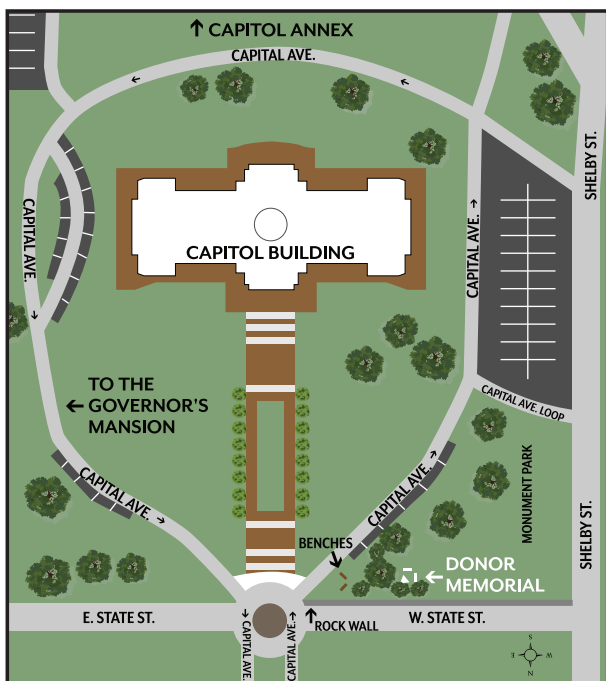 ↑ CAPITOL ANNEX
CAPITAL AVE.
SHELBY ST.
CAPITAL AVE.
CAPITAL AVE.
CAPITOL BUILDING
TO THE
← GOVERNOR'S
MANSION
CAPITAL AVE. LOOP
CAPITAL AVE.
CAPITAL AVE.
MONUMENT PARK
BENCHES
← DONOR
MEMORIAL
SHELBY ST.
E. STATE ST.
CAPITAL AVE.
CAPITAL AVE.
ROCK WALL
W. STATE ST.
S
E W
N